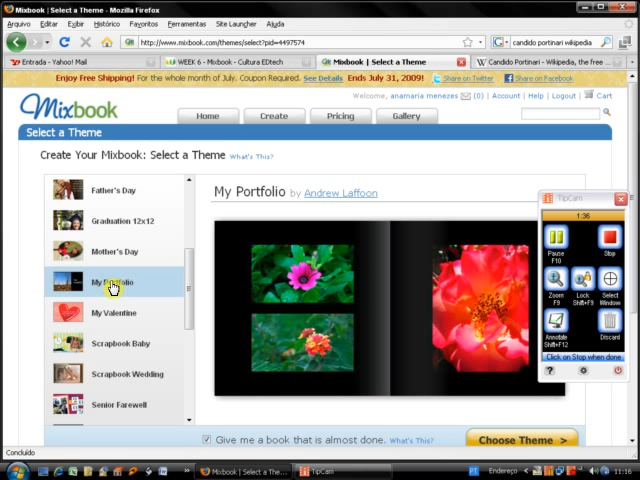 Mixbook | Select a Theme - Mozilla Firefox
Arquivo Editar Exibir Histórico Favoritos Ferramentas Site Launcher Ajuda
http://www.mixbook.com/themes/select?pid=4497574
candido portinari wikipedia
Entrada - Yahoo! Mail
WEEK 6 - Mixbook - Cultura EDtech
Mixbook | Select a Theme
Candido Portinari - Wikipedia, the free ...
Enjoy Free Shipping! For the whole month of July. Coupon Required. See Details Ends July 31, 2009! Share on Twitter Share on Facebook
Welcome, anamaria menezes (0) | Account | Help | Logout | Cart
Mixbook
Home Create Pricing Gallery
Select a Theme
Create Your Mixbook: Select a Theme What's This?
Father's Day
Graduation 12x12
Mother's Day
My Portfolio
My Valentine
Scrapbook Baby
Scrapbook Wedding
Senior Farewell
My Portfolio by Andrew Laffoon
TipCam
1:36
Pause
F10
Stop
Zoom
F9
Lock
Shift+F9
Select
Window
Annotate
Shift+F12
Discard
Click on Stop when done
Give me a book that is almost done. What's This?
Choose Theme >
Concluído
Mixbook | Select a The...
TipCam
PT
Endereço
11:16